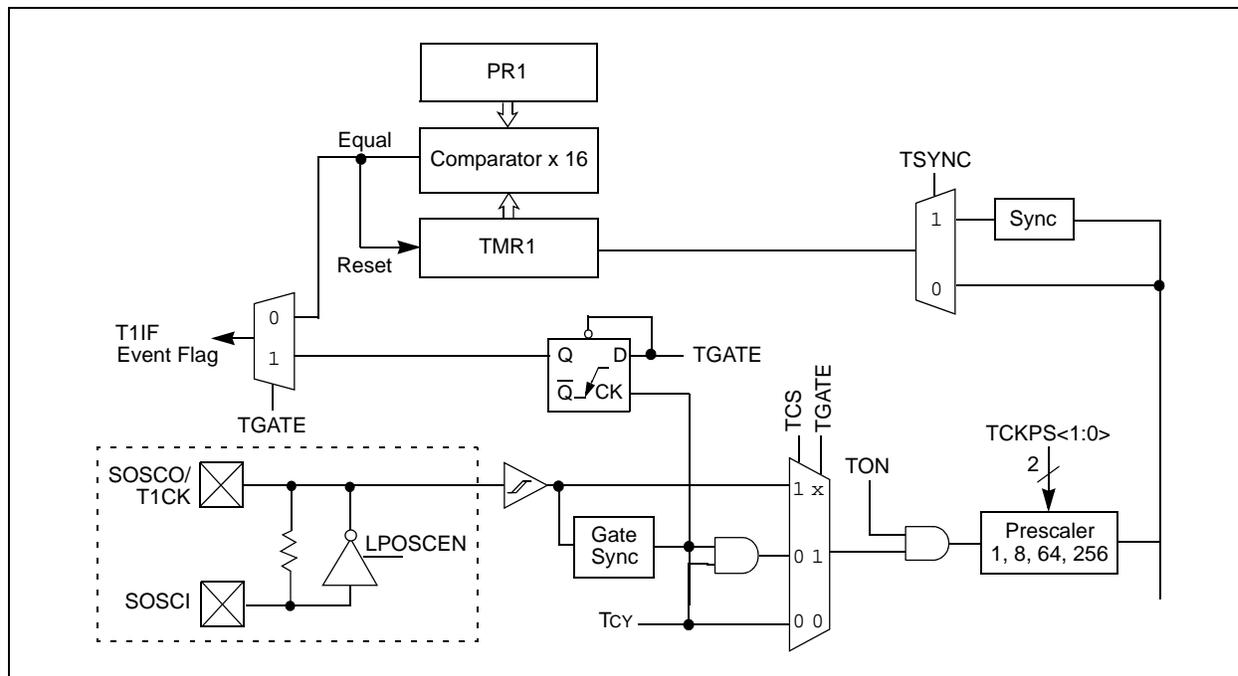 PR1
Equal
Comparator x 16
TSYNC
1
Sync
TMR1
Reset
0
0
T1IF
Event Flag
1
Q
D
TGATE
Q̅
CK
TGATE
TCS
TGATE
TCKPS<1:0>
2
TON
SOSCO/
T1CK
1 x
Prescaler
1, 8, 64, 256
Gate
Sync
0 1
LPOSCEN
SOSCI
TCY
0 0